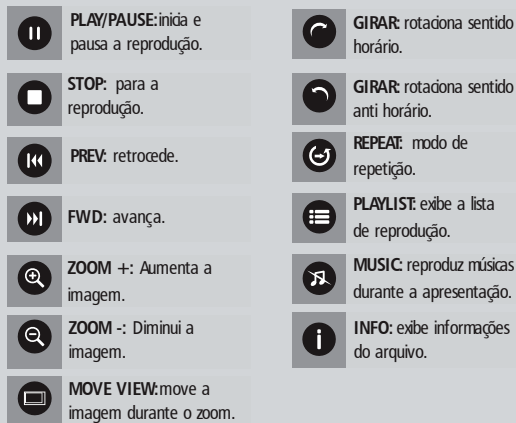 PLAY/PAUSE:inicia e
pausa a reprodução.
STOP: para a
reprodução.
PREV: retrocede.
FWD: avança.
ZOOM +: Aumenta a
imagem.
ZOOM -: Diminui a
imagem.
MOVE VIEW:move a
imagem durante o zoom.
GIRAR: rotaciona sentido
horário.
GIRAR: rotaciona sentido
anti horário.
REPEAT: modo de
repetição.
PLAYLIST: exibe a lista
de reprodução.
MUSIC: reproduz músicas
durante a apresentação.
INFO: exibe informações
do arquivo.